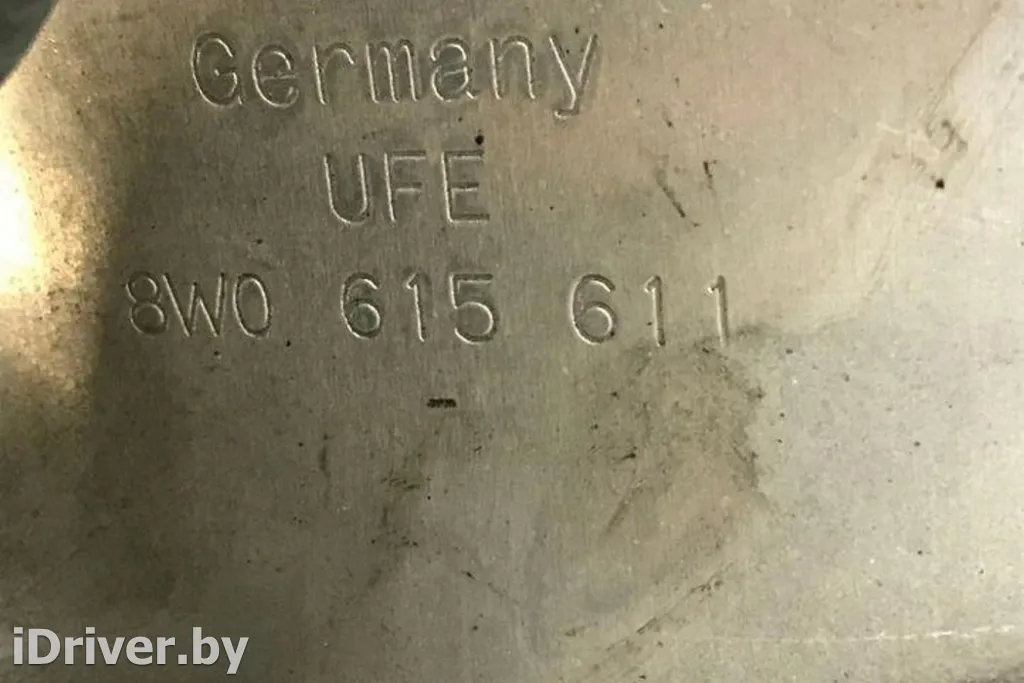 Germany
UFE
8W0 615 611
iDriver.by